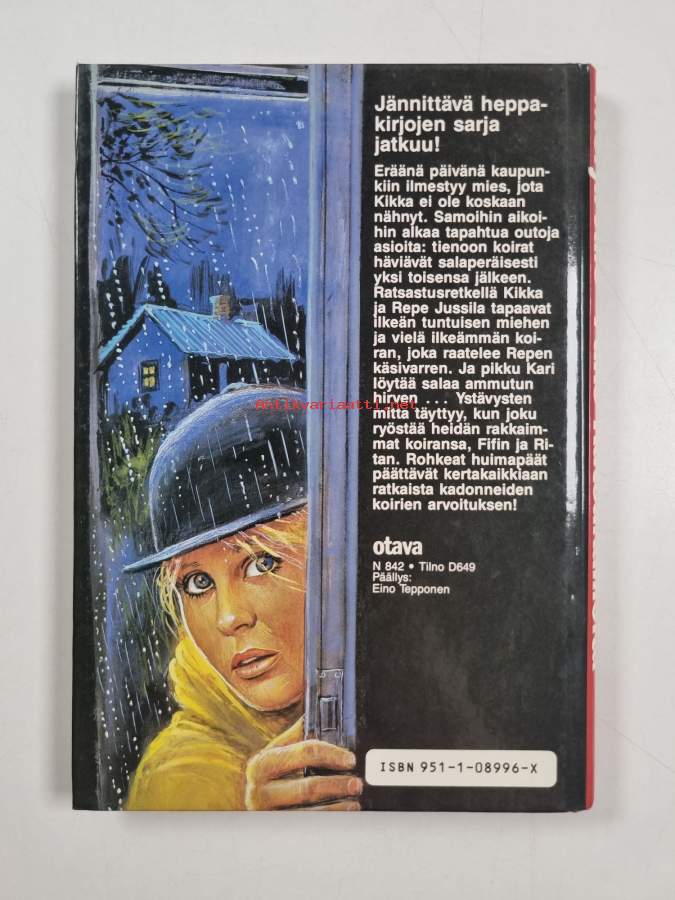 Jännittävä heppa-
kirjojen sarja
jatkuu!
Eräänä päivänä kaupun-
kiin ilmestyy mies, jota
Kikka ei ole koskaan
nähnyt. Samoihin aikoi-
hin alkaa tapahtua outoja
asioita: tienoon koirat
häviävät salaperäisesti
yksi toisensa jälkeen.
Ratsastusretkellä Kikka
ja Repe Jussila tapaavat
ilkeän tuntuisen miehen
ja vielä ilkeämmän koi-
ran, joka raatelee Repen
käsivarren. Ja pikku Kari
löytää salaa ammutun
hirven ... Ystävysten
mitta täyttyy, kun joku
ryöstää heidän rakkaim-
mat koiransa, Fifin ja Ri-
tan. Rohkeat huimapäät
päättävät kertakaikkiaan
ratkaista kadonneiden
koirien arvoituksen!
otava
N 842 • Tilno D649
Päällys:
Eino Tepponen
ISBN 951-1-08996-X
Antikvariaatti.net